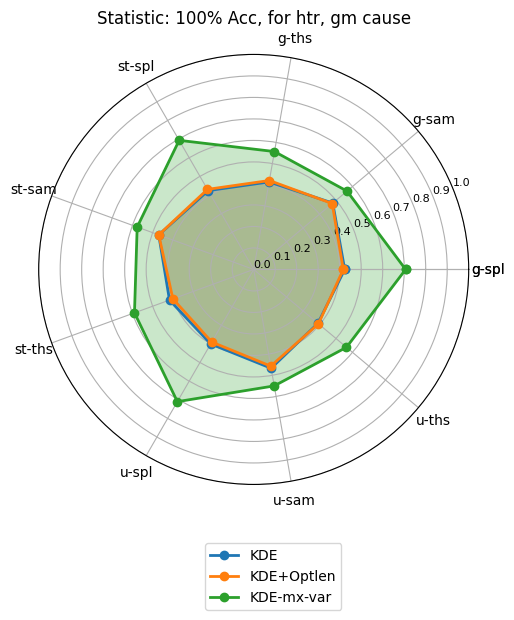 Statistic: 100% Acc, for htr, gm cause
g-ths
st-spl
g-sam
st-sam
0.0 0.1 0.2 0.3 0.4 0.5 0.6 0.7 0.8 0.9 1.0
g-spl
st-ths
u-ths
u-spl
u-sam
KDE
KDE+Optlen
KDE-mx-var